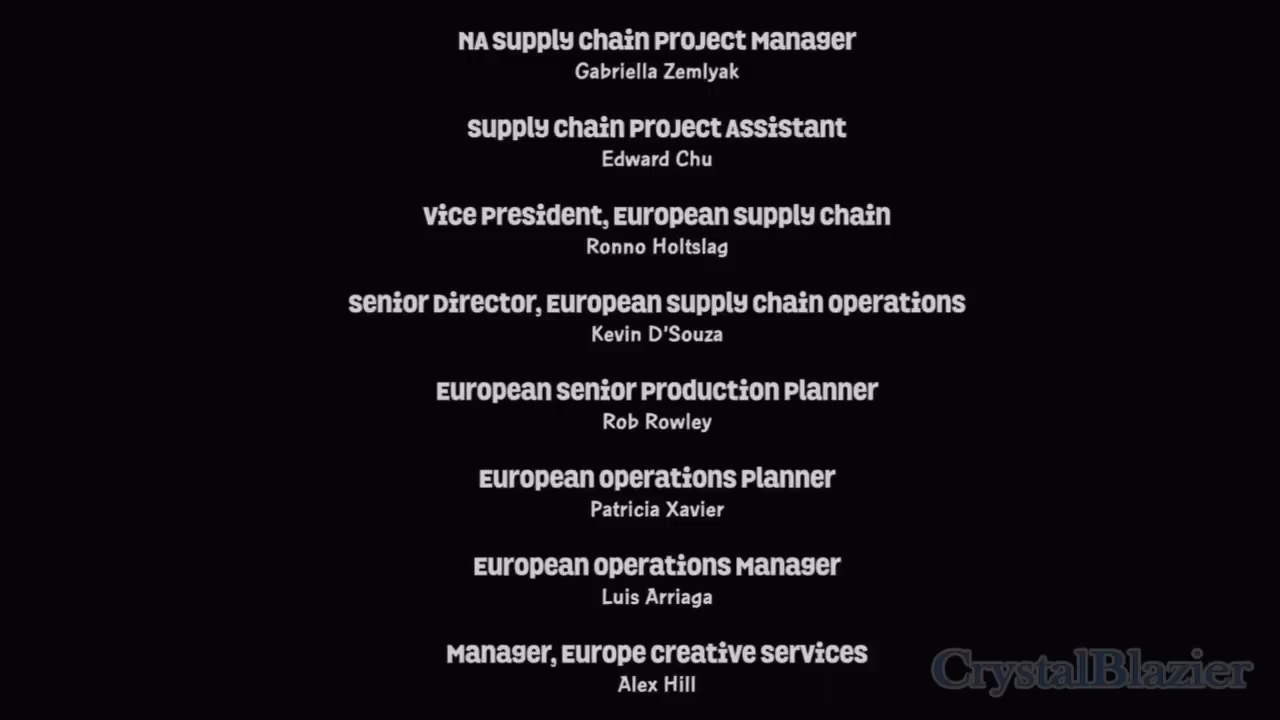 NA Supply Chain Project Manager
Gabriella Zemlyak
Supply Chain Project Assistant
Edward Chu
Vice President, European Supply Chain
Ronno Holtslag
Senior Director, European Supply Chain Operations
Kevin D'Souza
European Senior Production Planner
Rob Rowley
European Operations Planner
Patricia Xavier
European Operations Manager
Luis Arriaga
Manager, Europe Creative Services
Alex Hill
CrystalBlazier